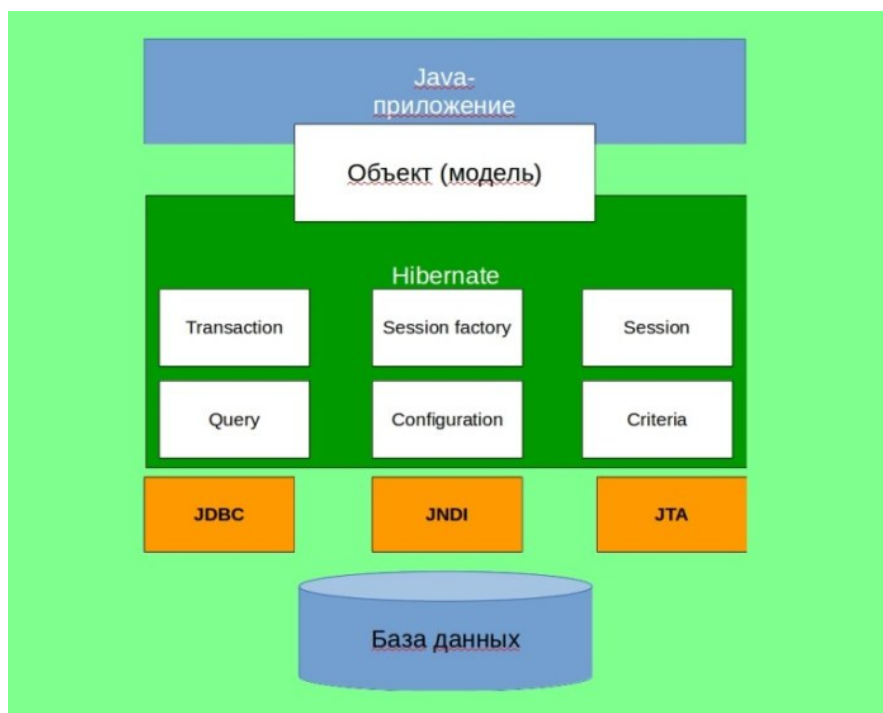 Java-
приложение
Объект (модель)
Hibernate
Transaction
Session factory
Session
Query
Configuration
Criteria
JDBC
JNDI
JTA
База данных